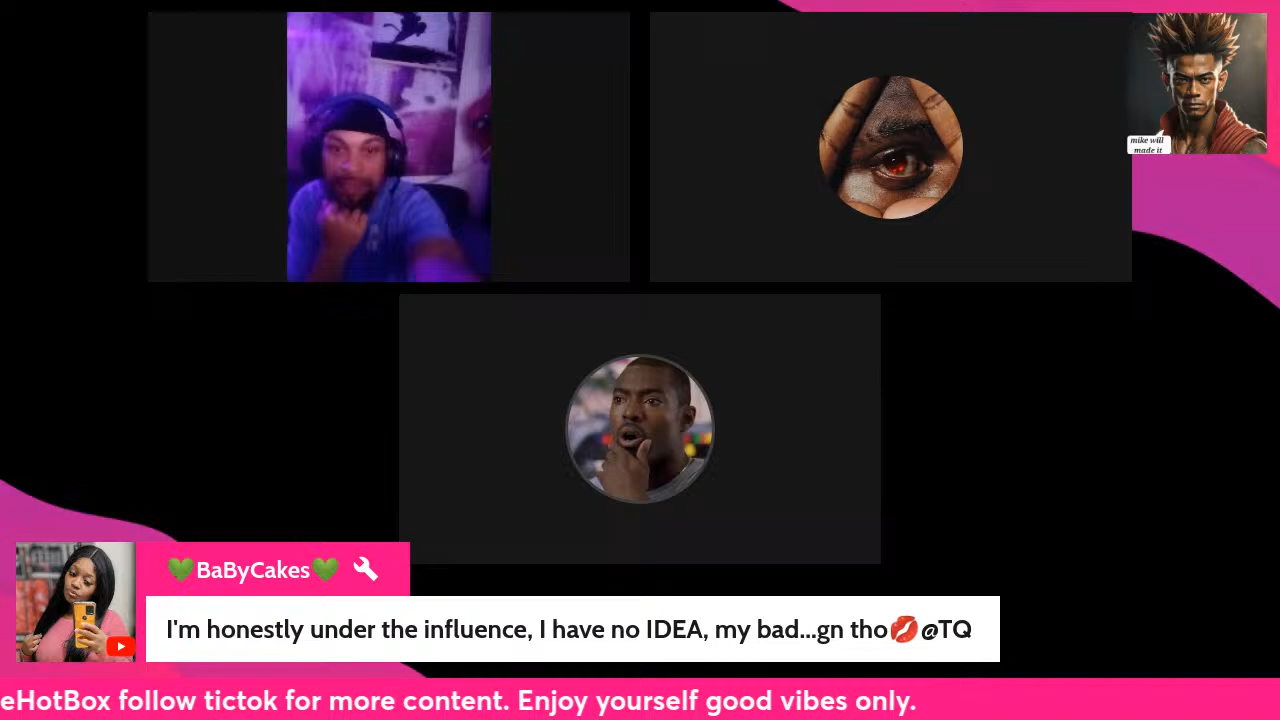 mike will
made it
💚BaByCakes💚
I'm honestly under the influence, I have no IDEA, my bad...gn tho💋@TQ
eHotBox follow tictok for more content. Enjoy yourself good vibes only.